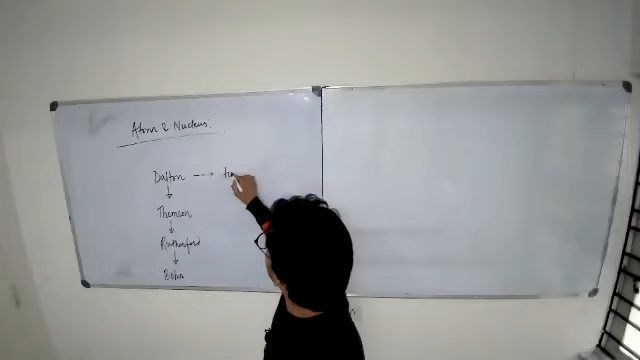 Atom & Nucleus:
Dalton --→
↓
Thomson
↓
Rutherford
↓
Bohr